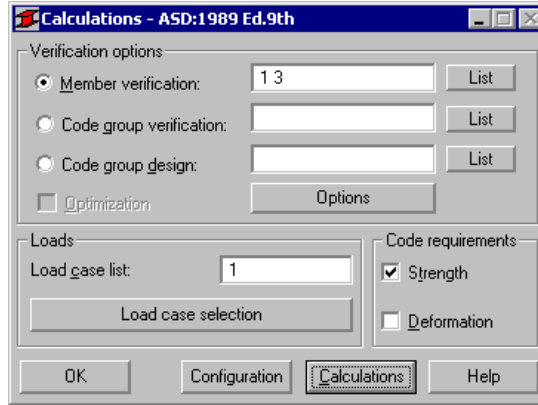 Calculations - ASD:1989 Ed.9th
Verification options
Member verification: 1 3 List
Code group verification: List
Code group design: List
Optimization Options
Loads Code requirements
Load case list: 1 Strength
Load case selection Deformation
OK Configuration Calculations Help